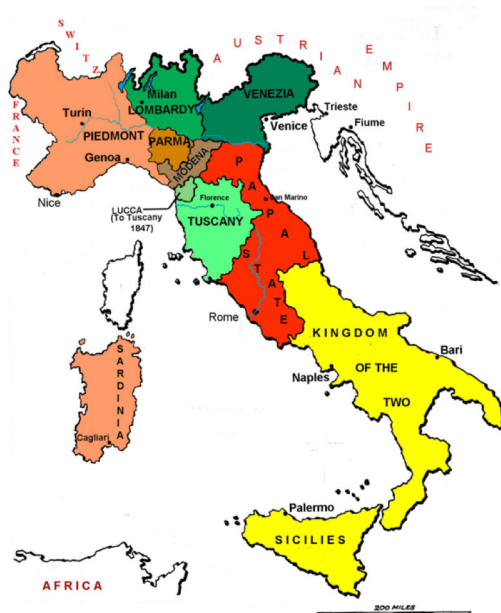 SWITZ
AUSTRIAN EMPIRE
FRANCE
Milan
LOMBARDY
VENEZIA
Turin
Venice
Trieste
Fiume
PIEDMONT
PARMA
Genoa
MODENA
Nice
PAPAL
STATE
San Marino
LUCCA
(To Tuscany
1847)
Florence
TUSCANY
Rome
KINGDOM
OF THE
TWO
SICILIES
Bari
Naples
SARDINIA
Cagliari
Palermo
AFRICA
200 MILES